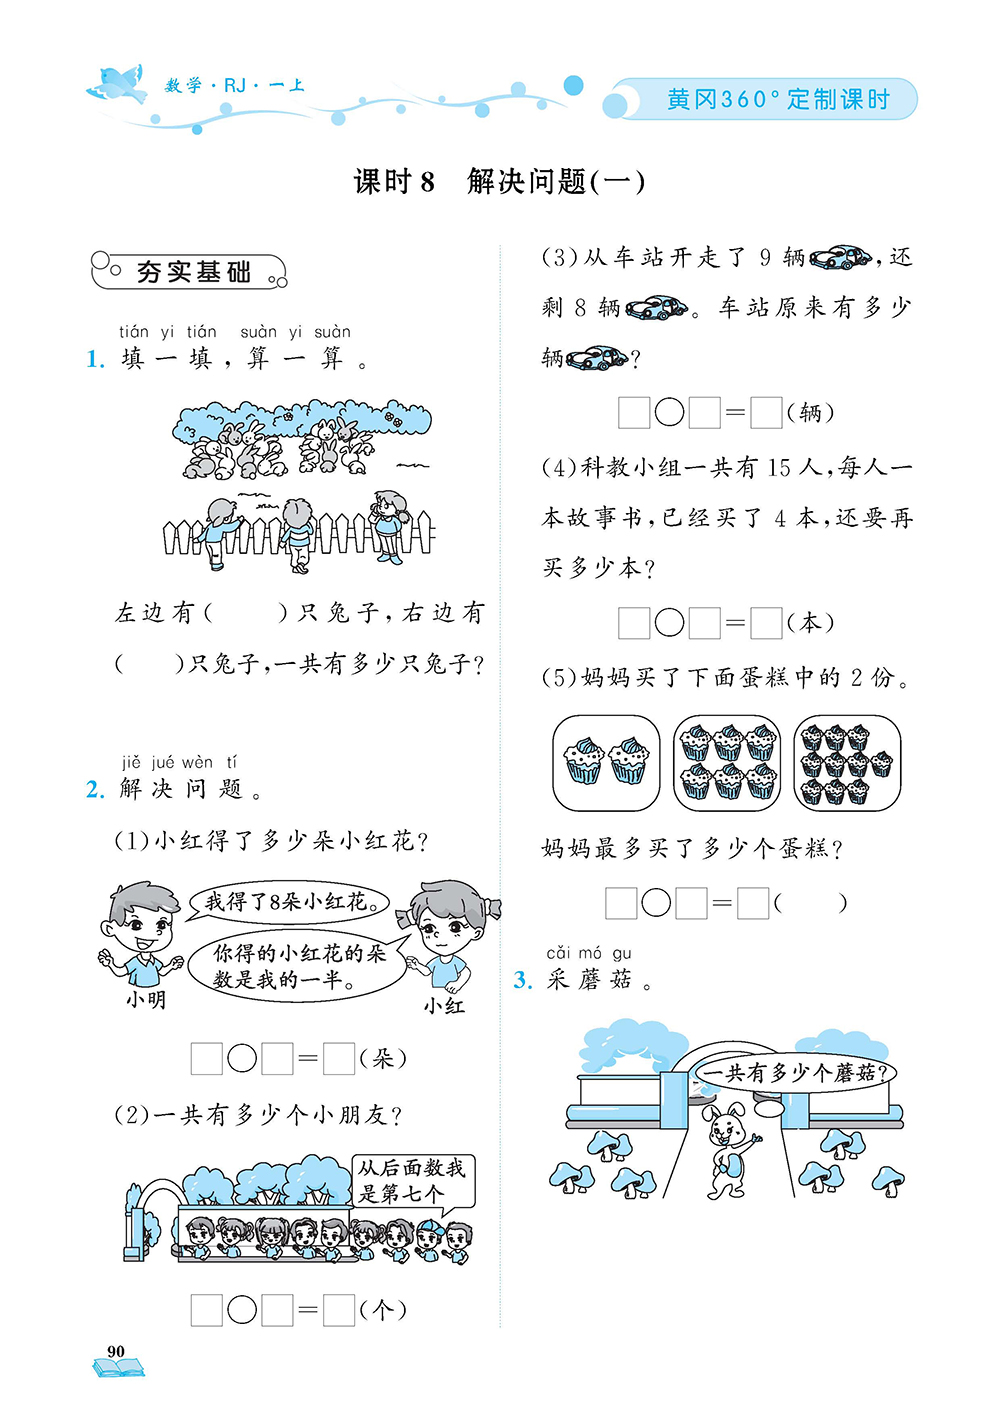 数学·RJ·一上
黄冈360°定制课时
课时8 解决问题(一)
夯实基础
tián yi tián suàn yi suàn
1. 填一填,算一算。
左边有( )只兔子,右边有
( )只兔子,一共有多少只兔子?
jiě jué wèn tí
2. 解决问题。
(1)小红得了多少朵小红花?
我得了8朵小红花。
你得的小红花的朵
数是我的一半。
小明
小红
□○□=□(朵)
(2)一共有多少个小朋友?
从后面数我
是第七个
□○□=□(个)
(3)从车站开走了9辆,还
剩8辆。车站原来有多少
辆?
□○□=□(辆)
(4)科教小组一共有15人,每人一
本故事书,已经买了4本,还要再
买多少本?
□○□=□(本)
(5)妈妈买了下面蛋糕中的2份。
妈妈最多买了多少个蛋糕?
□○□=□( )
cǎi mó gu
3. 采蘑菇。
一共有多少个蘑菇?
90